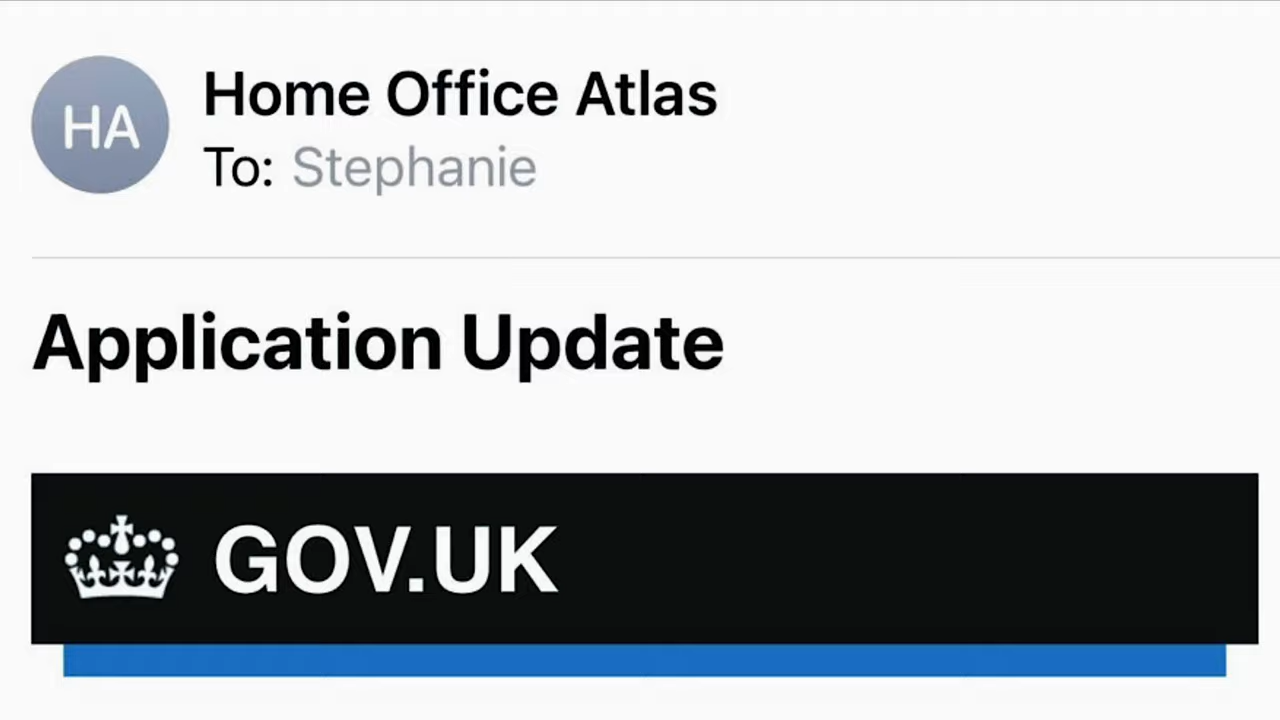 HA
Home Office Atlas
To: Stephanie
Application Update
GOV.UK